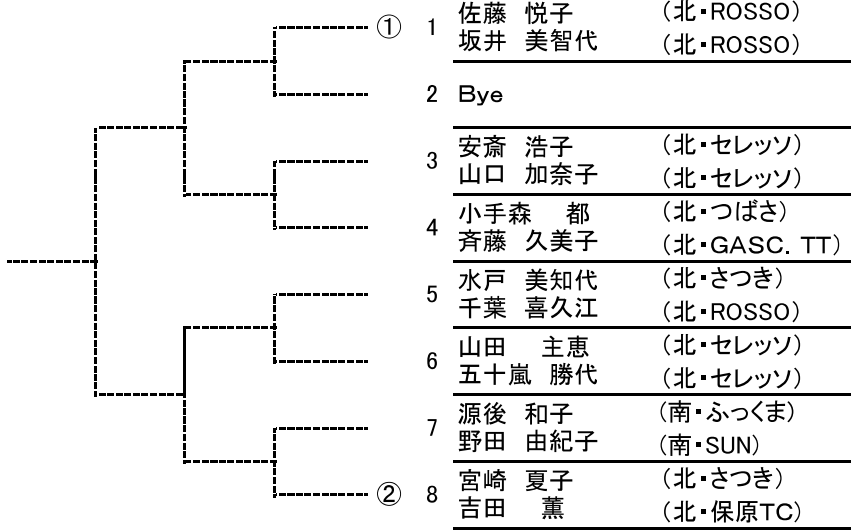 ① 1 佐藤 悦子 (北・ROSSO)
坂井 美智代 (北・ROSSO)
2 Bye
3 安斎 浩子 (北・セレッソ)
山口 加奈子 (北・セレッソ)
4 小手森 都 (北・つばさ)
斉藤 久美子 (北・GASC. TT)
5 水戸 美知代 (北・さつき)
千葉 喜久江 (北・ROSSO)
6 山田 主恵 (北・セレッソ)
五十嵐 勝代 (北・セレッソ)
7 源後 和子 (南・ふっくま)
野田 由紀子 (南・SUN)
② 8 宮崎 夏子 (北・さつき)
吉田 薫 (北・保原TC)